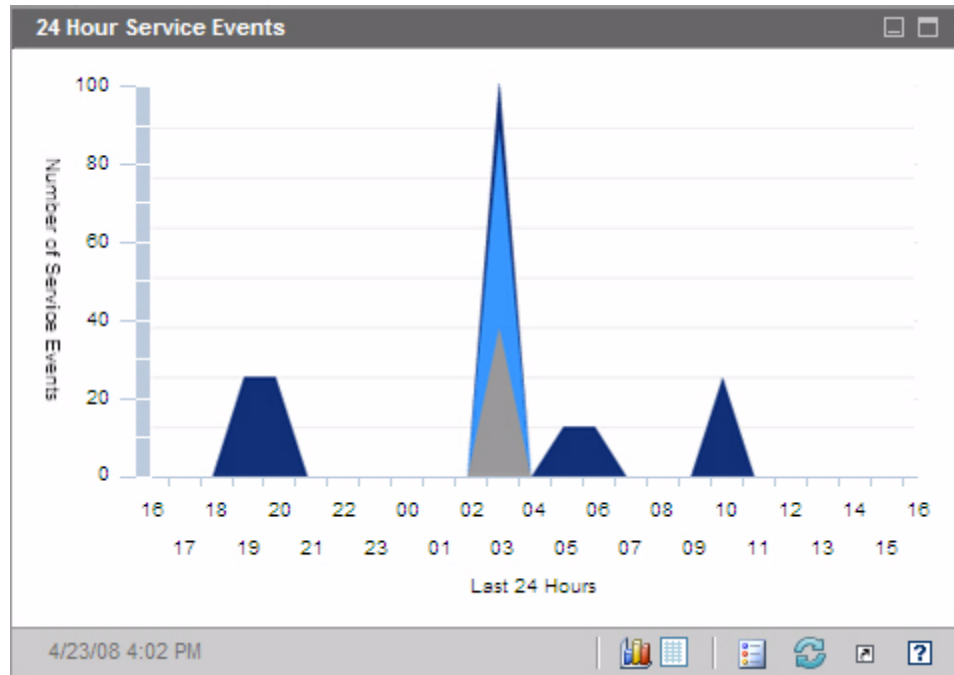 24 Hour Service Events
100
80
60
40
20
0
Number of Service Events
16 18 20 22 00 02 04 06 08 10 12 14 16
17 19 21 23 01 03 05 07 09 11 13 15
Last 24 Hours
4/23/08 4:02 PM
?